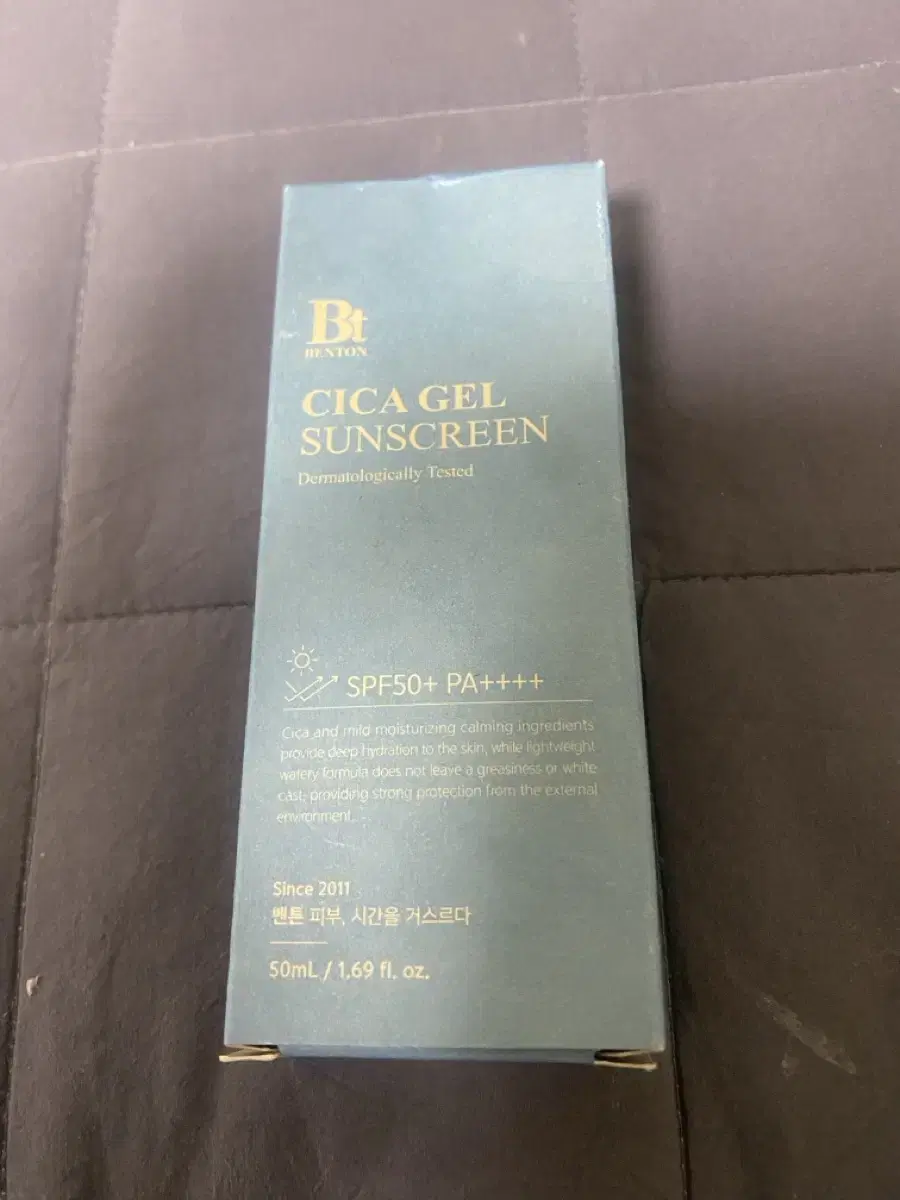 Bt
BENTON
CICA GEL
SUNSCREEN
Dermatologically Tested
SPF50+ PA++++
Cica and mild moisturizing calming ingredients
provide deep hydration to the skin, while lightweight
watery formula does not leave a greasiness or white
cast, providing strong protection from the external
environment.
Since 2011
벤튼 피부, 시간을 거스르다
50mL / 1.69 fl. oz.